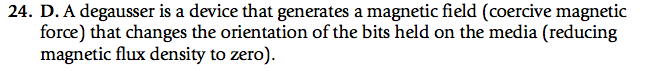 24. D. A degausser is a device that generates a magnetic field (coercive magnetic
force) that changes the orientation of the bits held on the media (reducing
magnetic flux density to zero).